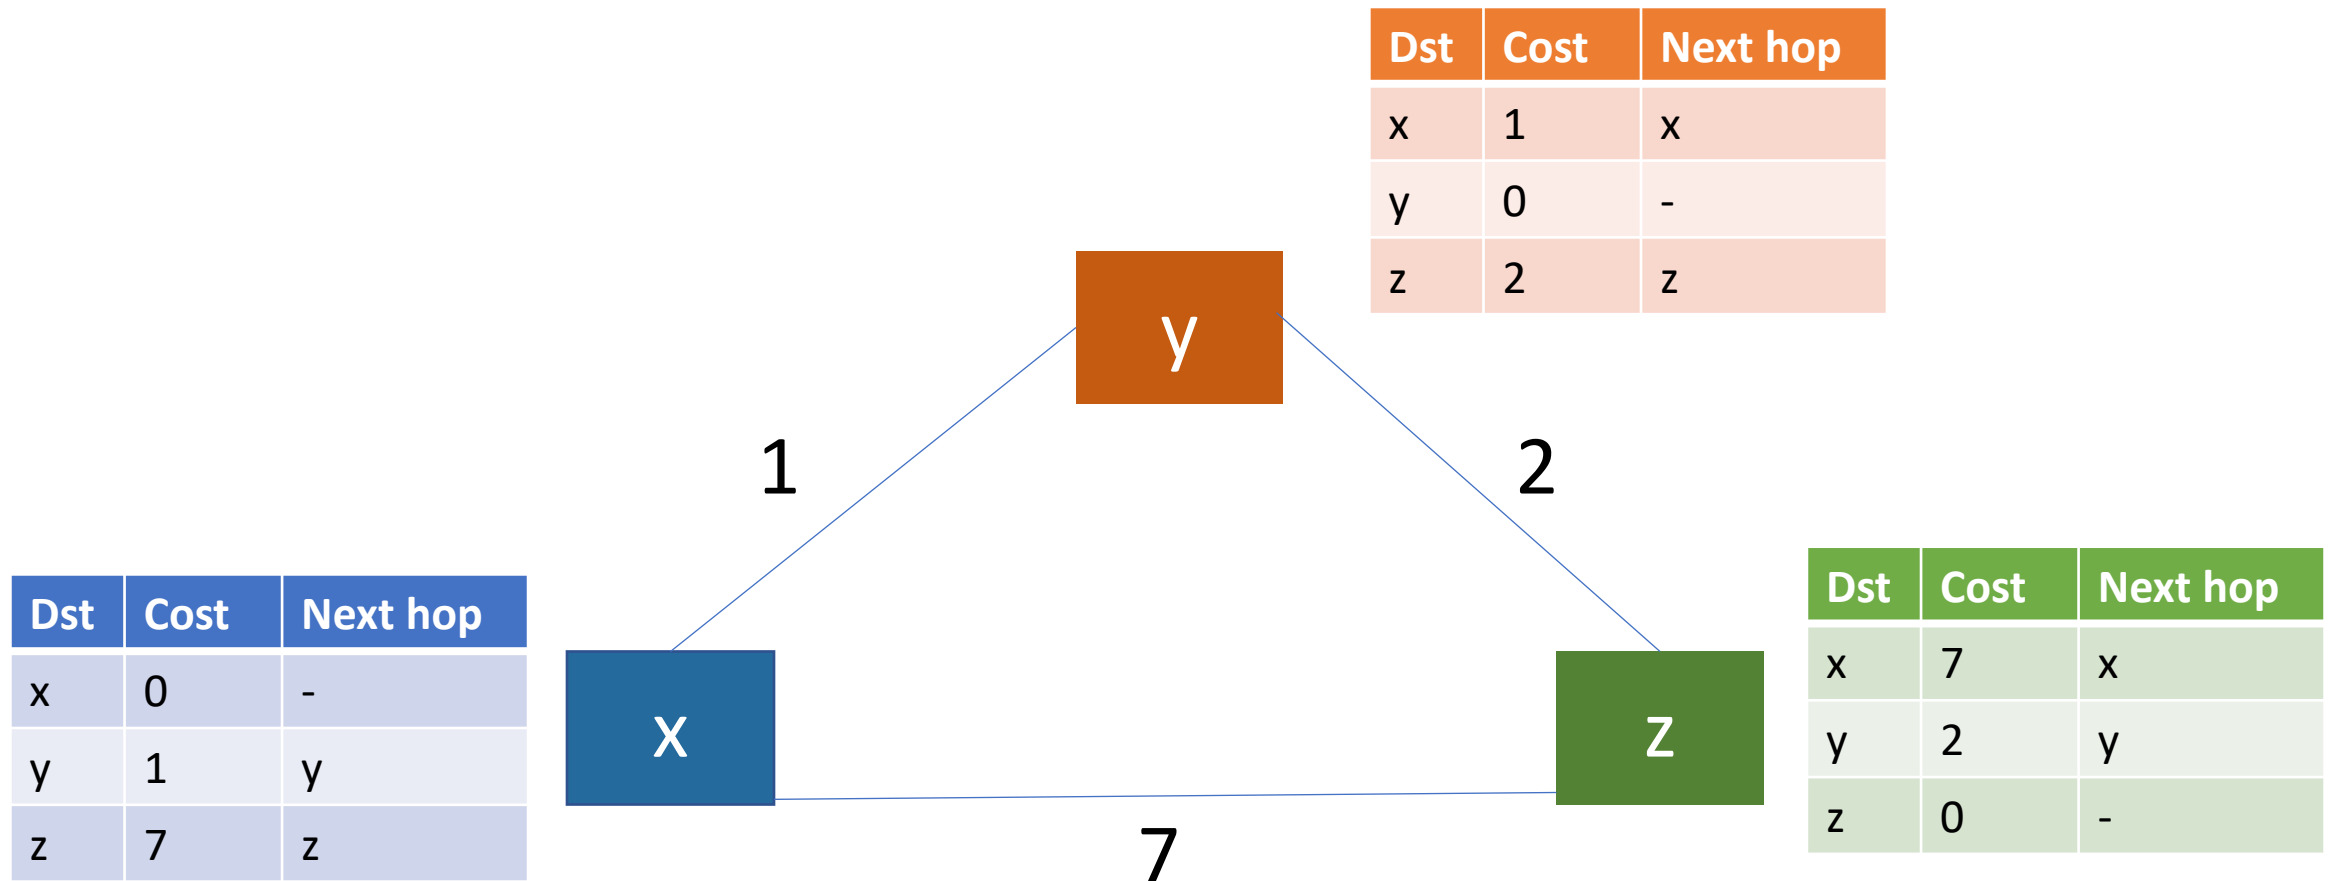 Dst Cost Next hop
x 1 x
y 0 -
z 2 z
y
1
2
Dst Cost Next hop
x 0 -
y 1 y
z 7 z
x
z
7
Dst Cost Next hop
x 7 x
y 2 y
z 0 -